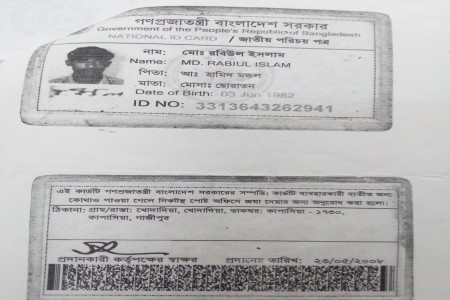 গণপ্রজাতন্ত্রী বাংলাদেশ সরকার
Government of the People's Republic of Bangladesh
NATIONAL ID CARD / জাতীয় পরিচয় পত্র
নাম: মোঃ রবিউল ইসলাম
Name: MD. RABIUL ISLAM
পিতা: আঃ হামিদ মন্ডল
মাতা: মোসাঃ ছোরাতন
Date of Birth: 03 Jun 1982
ID NO: 3313643262941
এই কার্ডটি গণপ্রজাতন্ত্রী বাংলাদেশ সরকারের সম্পত্তি। কার্ডটি ব্যবহারকারী ব্যতীত অন্য
কোথাও পাওয়া গেলে নিকটস্থ পোষ্ট অফিসে জমা দেবার জন্য অনুরোধ করা হলো।
ঠিকানা: গ্রাম/রাস্তা: খোদাদিয়া, খোদাদিয়া, ডাকঘর: কাপাসিয়া - ১৭৩০,
কাপাসিয়া, গাজীপুর
প্রদানকারী কর্তৃপক্ষের স্বাক্ষর প্রদানের তারিখ: ২৩/০৫/২০০৮